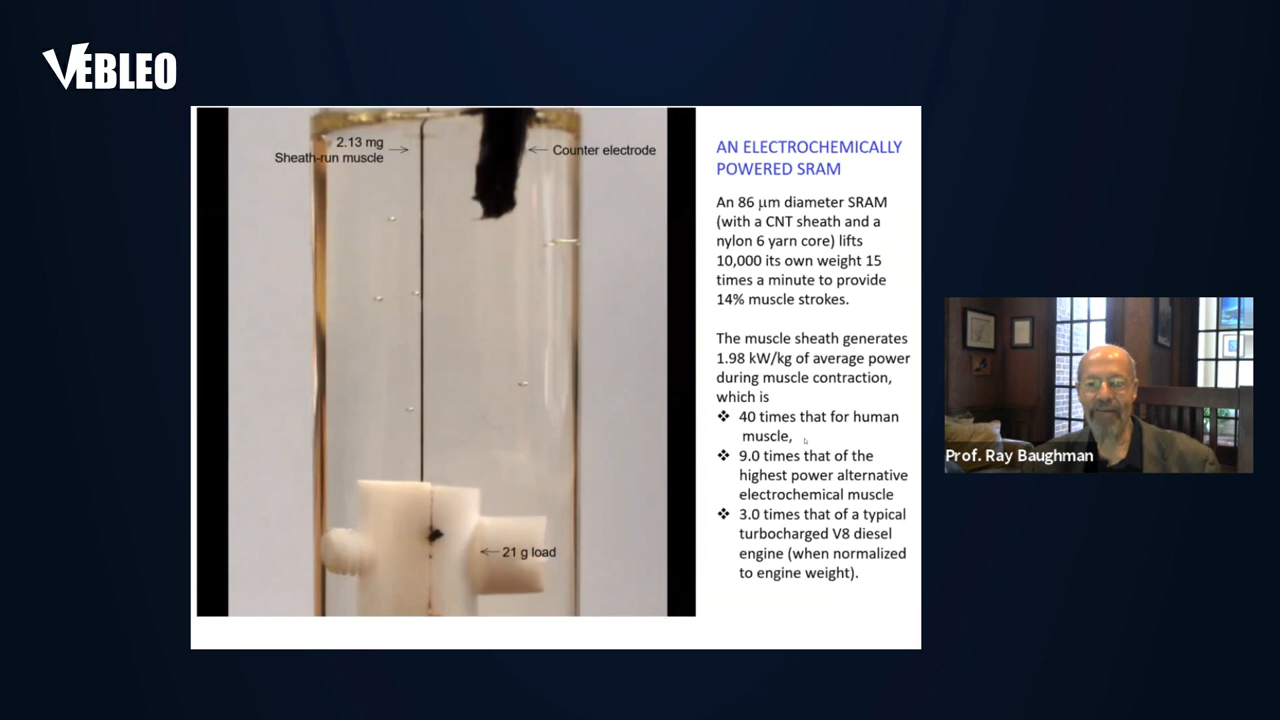 VEBLEO
2.13 mg
Sheath-run muscle
Counter electrode
21 g load
AN ELECTROCHEMICALLY
POWERED SRAM
An 86 μm diameter SRAM
(with a CNT sheath and a
nylon 6 yarn core) lifts
10,000 its own weight 15
times a minute to provide
14% muscle strokes.
The muscle sheath generates
1.98 kW/kg of average power
during muscle contraction,
which is
❖ 40 times that for human
muscle,
❖ 9.0 times that of the
highest power alternative
electrochemical muscle
❖ 3.0 times that of a typical
turbocharged V8 diesel
engine (when normalized
to engine weight).
Prof. Ray Baughman